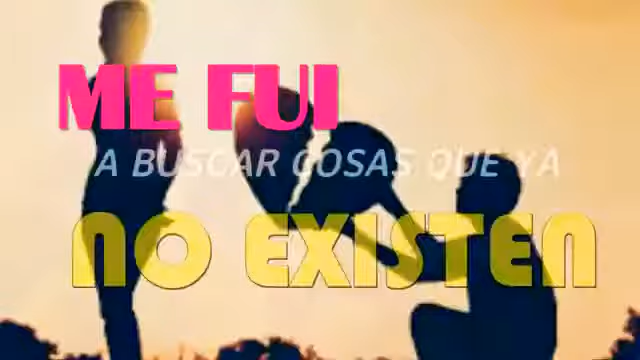 ME FUI
A BUSCAR COSAS QUE YA
NO EXISTEN